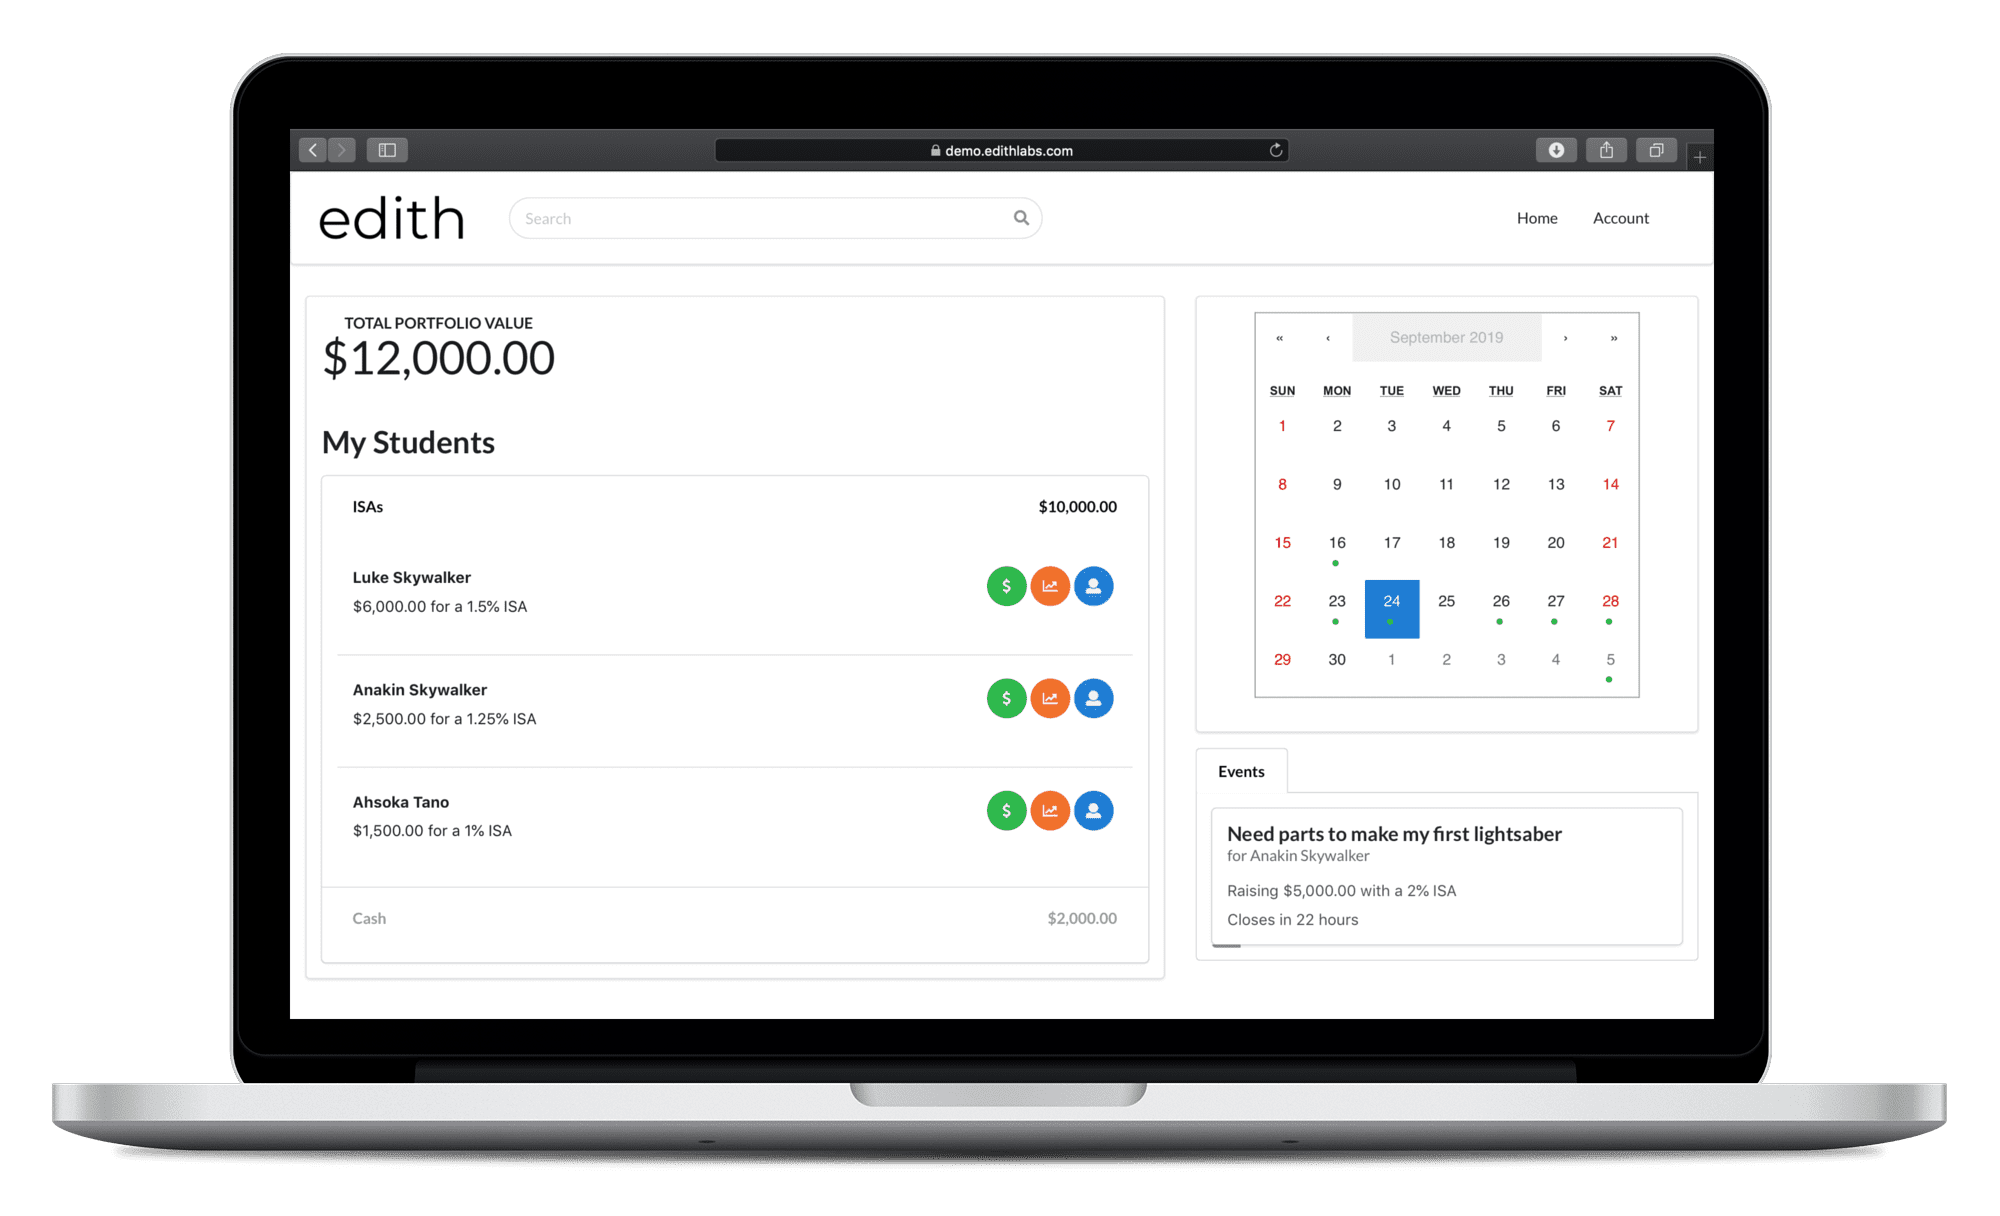 demo.edithlabs.com
edith
Search
Home Account
TOTAL PORTFOLIO VALUE
$12,000.00
My Students
ISAs $10,000.00
Luke Skywalker
$6,000.00 for a 1.5% ISA
$
Anakin Skywalker
$2,500.00 for a 1.25% ISA
$
Ahsoka Tano
$1,500.00 for a 1% ISA
$
Cash $2,000.00
« ‹ September 2019 › »
SUN MON TUE WED THU FRI SAT
1 2 3 4 5 6 7
8 9 10 11 12 13 14
15 16 17 18 19 20 21
22 23 24 25 26 27 28
29 30 1 2 3 4 5
Events
Need parts to make my first lightsaber
for Anakin Skywalker
Raising $5,000.00 with a 2% ISA
Closes in 22 hours